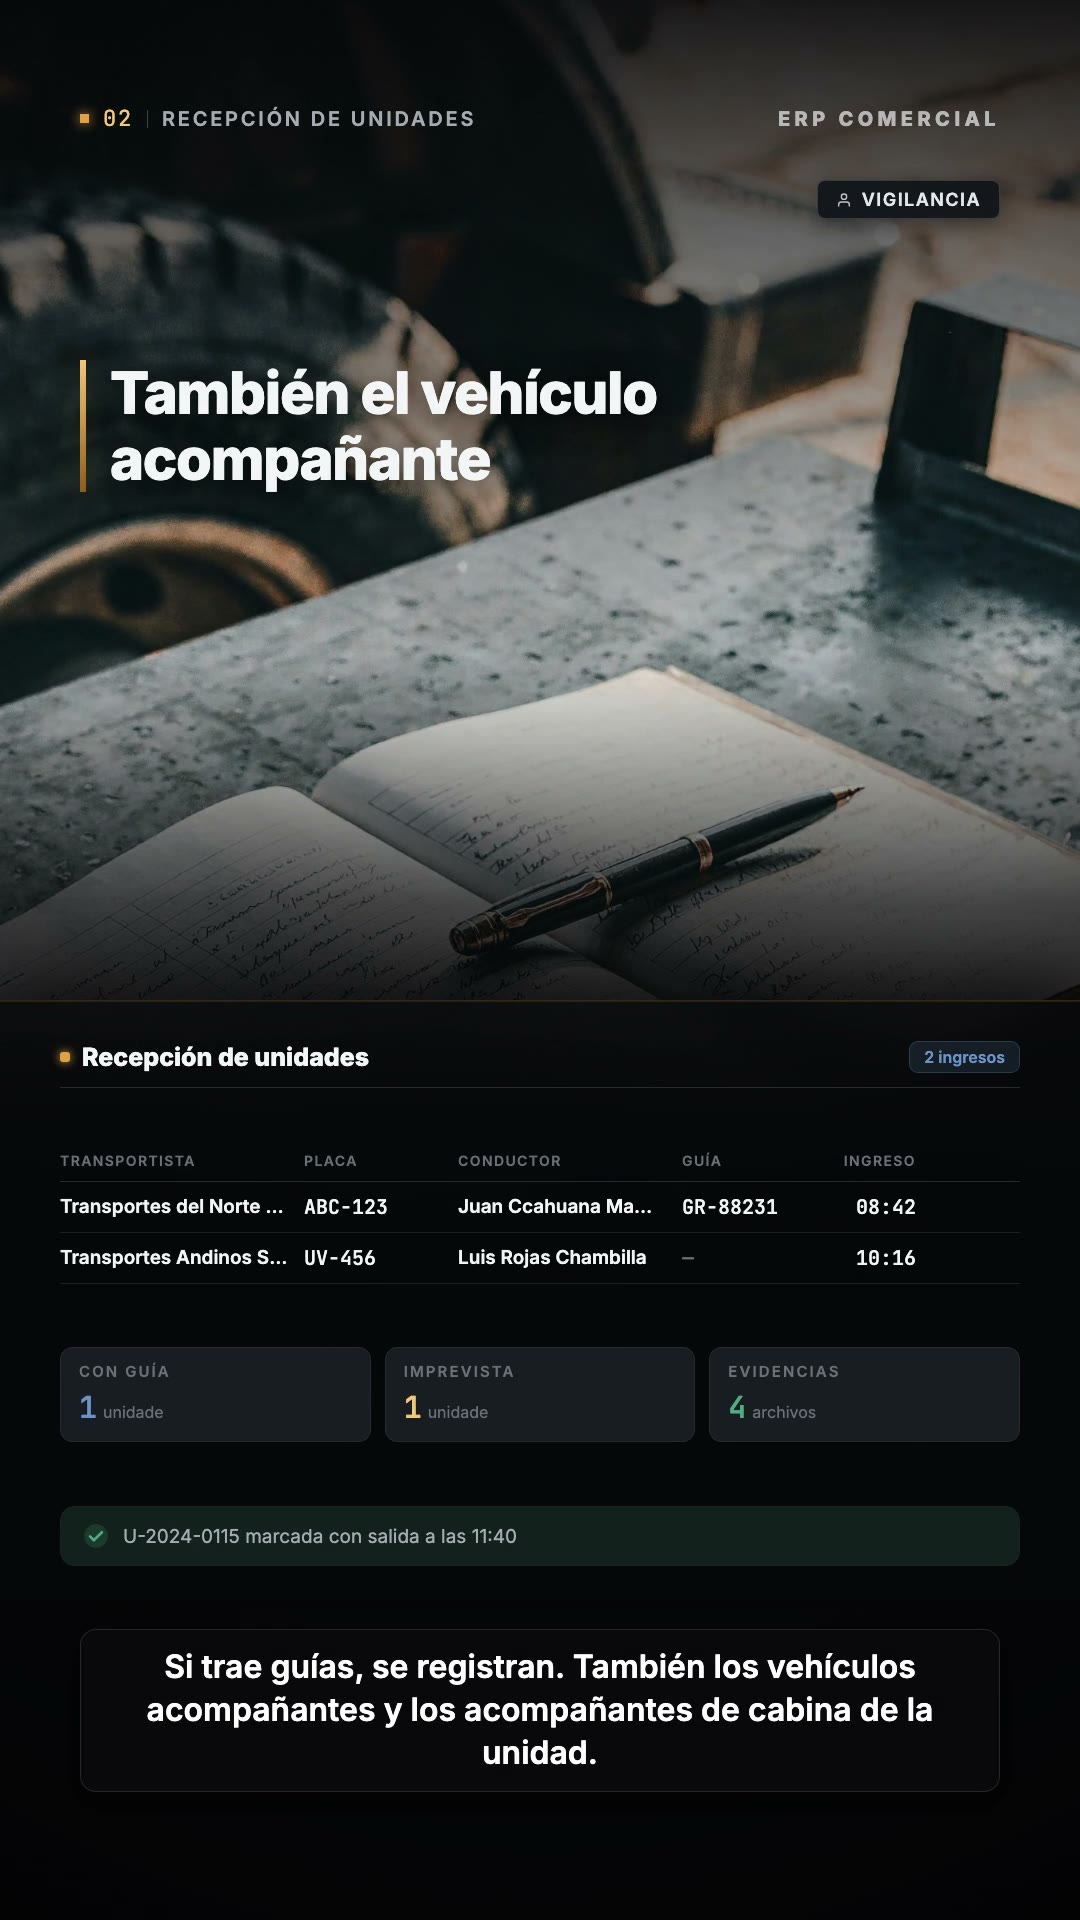 02 | RECEPCIÓN DE UNIDADES
ERP COMERCIAL
VIGILANCIA
También el vehículo
acompañante
Recepción de unidades
2 ingresos
TRANSPORTISTA PLACA CONDUCTOR GUÍA INGRESO
Transportes del Norte ... ABC-123 Juan Ccahuana Ma... GR-88231 08:42
Transportes Andinos S... UV-456 Luis Rojas Chambilla — 10:16
CON GUÍA IMPREVISTA EVIDENCIAS
1 unidade 1 unidade 4 archivos
U-2024-0115 marcada con salida a las 11:40
Si trae guías, se registran. También los vehículos
acompañantes y los acompañantes de cabina de la
unidad.